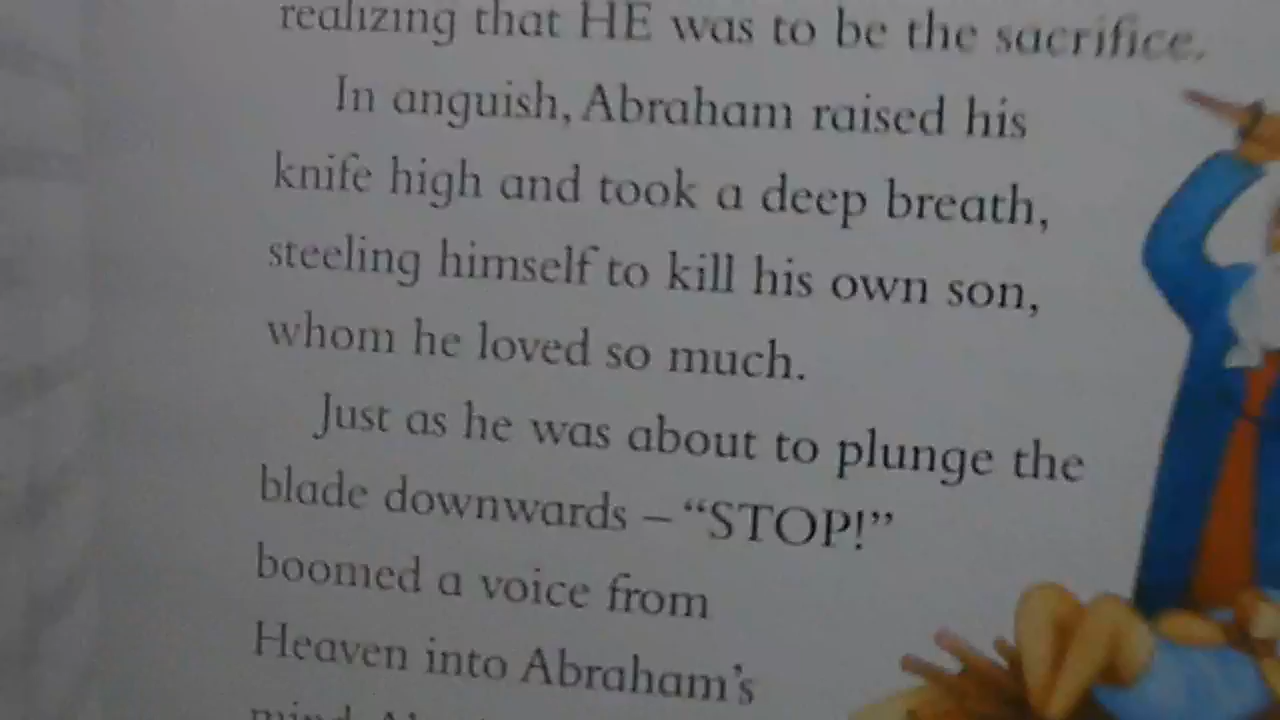 realizing that HE was to be the sacrifice.
In anguish, Abraham raised his
knife high and took a deep breath,
steeling himself to kill his own son,
whom he loved so much.
Just as he was about to plunge the
blade downwards – “STOP!”
boomed a voice from
Heaven into Abraham’s
mind.